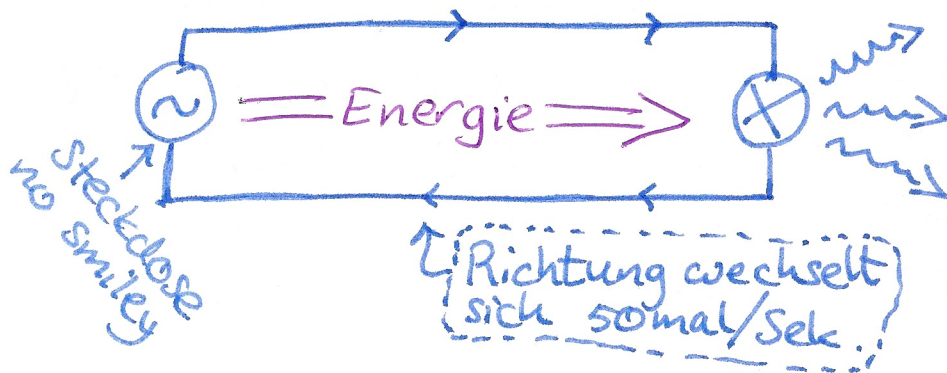 Energie
Steckdose
no smiley
Richtung wechselt
sich 50mal/Sek.